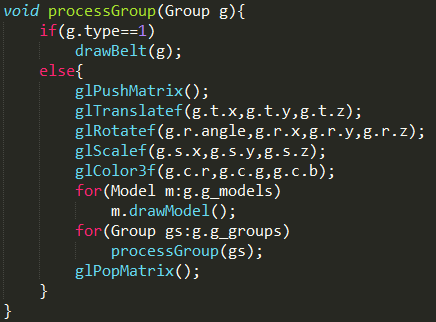 void processGroup(Group g){
    if(g.type==1)
        drawBelt(g);
    else{
        glPushMatrix();
        glTranslatef(g.t.x,g.t.y,g.t.z);
        glRotatef(g.r.angle,g.r.x,g.r.y,g.r.z);
        glScalef(g.s.x,g.s.y,g.s.z);
        glColor3f(g.c.r,g.c.g,g.c.b);
        for(Model m:g.g_models)
            m.drawModel();
        for(Group gs:g.g_groups)
            processGroup(gs);
        glPopMatrix();
    }
}